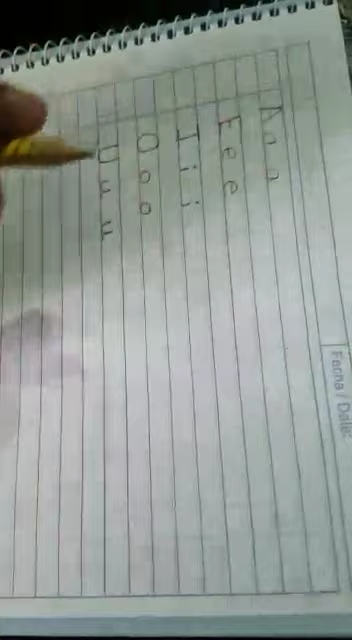 Fecha / Date:
A a a
E e e
I i i
O o o
U u u